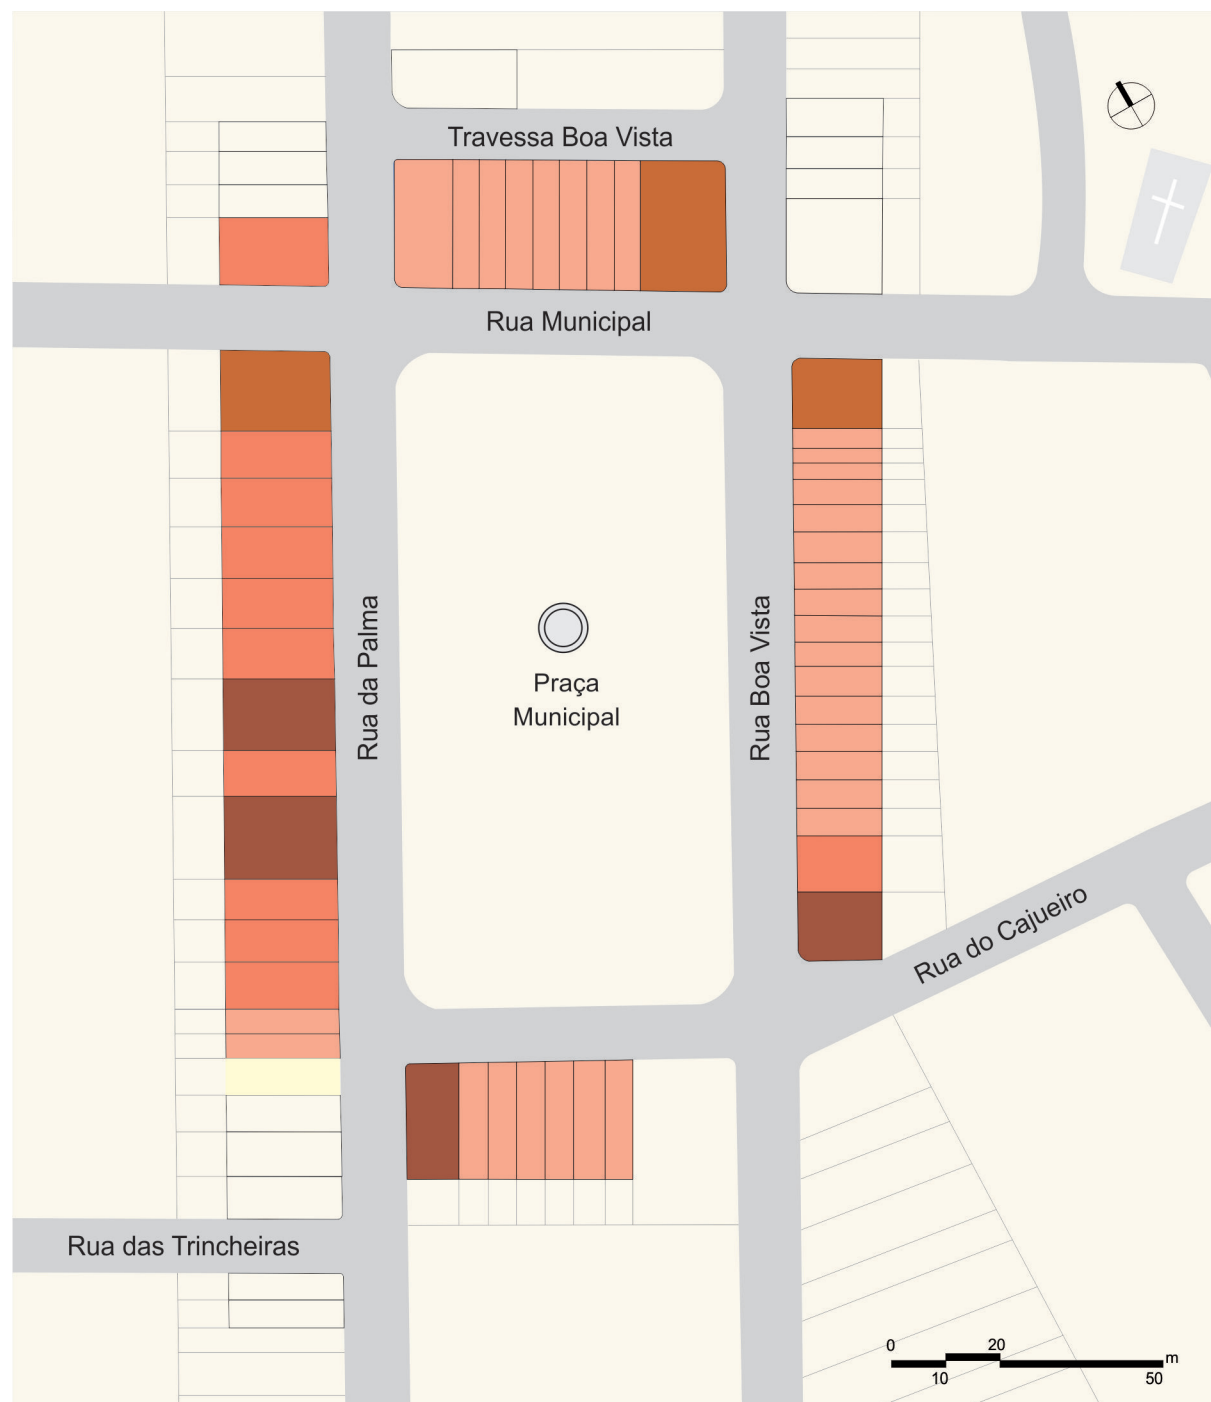 Travessa Boa Vista
Rua Municipal
Rua da Palma
Praça
Municipal
Rua Boa Vista
Rua do Cajueiro
Rua das Trincheiras
0 20
m
10 50